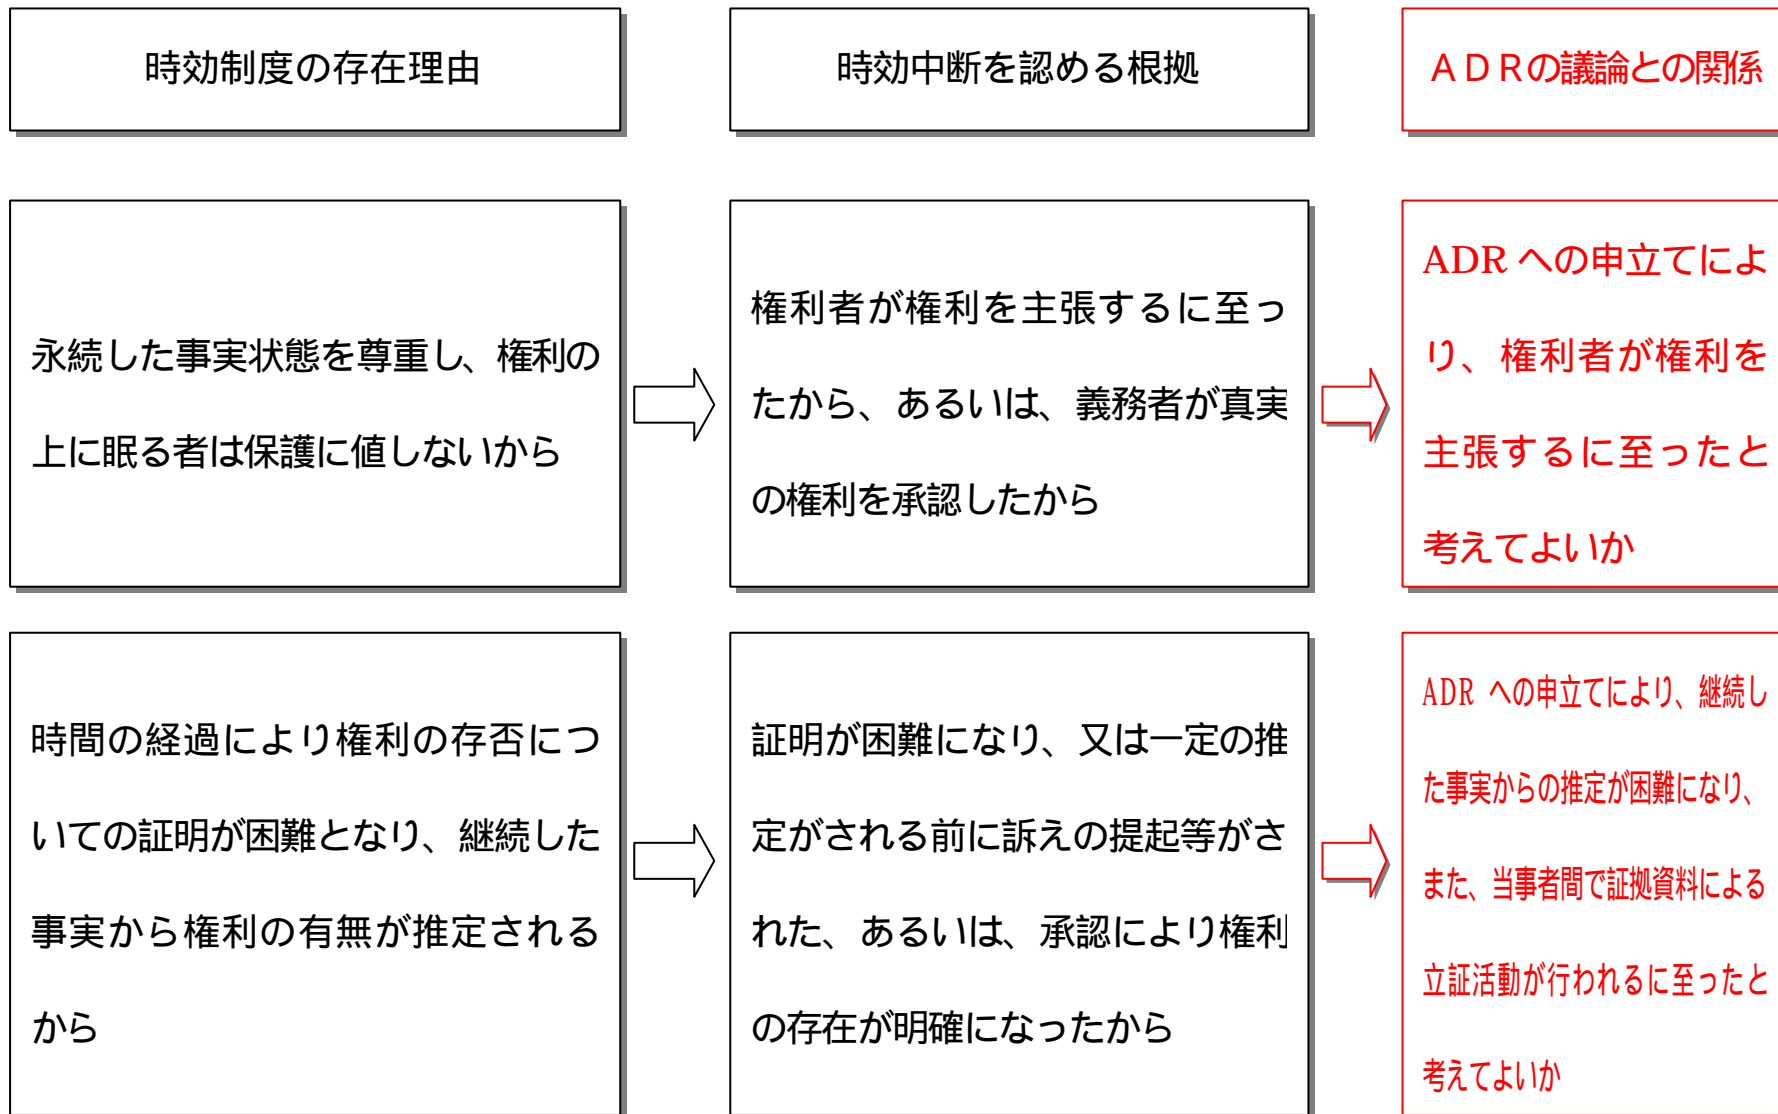 時効制度の存在理由
時効中断を認める根拠
ＡＤＲの議論との関係
永続した事実状態を尊重し、権利の
上に眠る者は保護に値しないから
権利者が権利を主張するに至っ
たから、あるいは、義務者が真実
の権利を承認したから
ADR への申立てによ
り、権利者が権利を
主張するに至ったと
考えてよいか
時間の経過により権利の存否につ
いての証明が困難となり、継続した
事実から権利の有無が推定される
から
証明が困難になり、又は一定の推
定がされる前に訴えの提起等がさ
れた、あるいは、承認により権利
の存在が明確になったから
ADR への申立てにより、継続し
た事実からの推定が困難になり、
また、当事者間で証拠資料による
立証活動が行われるに至ったと
考えてよいか